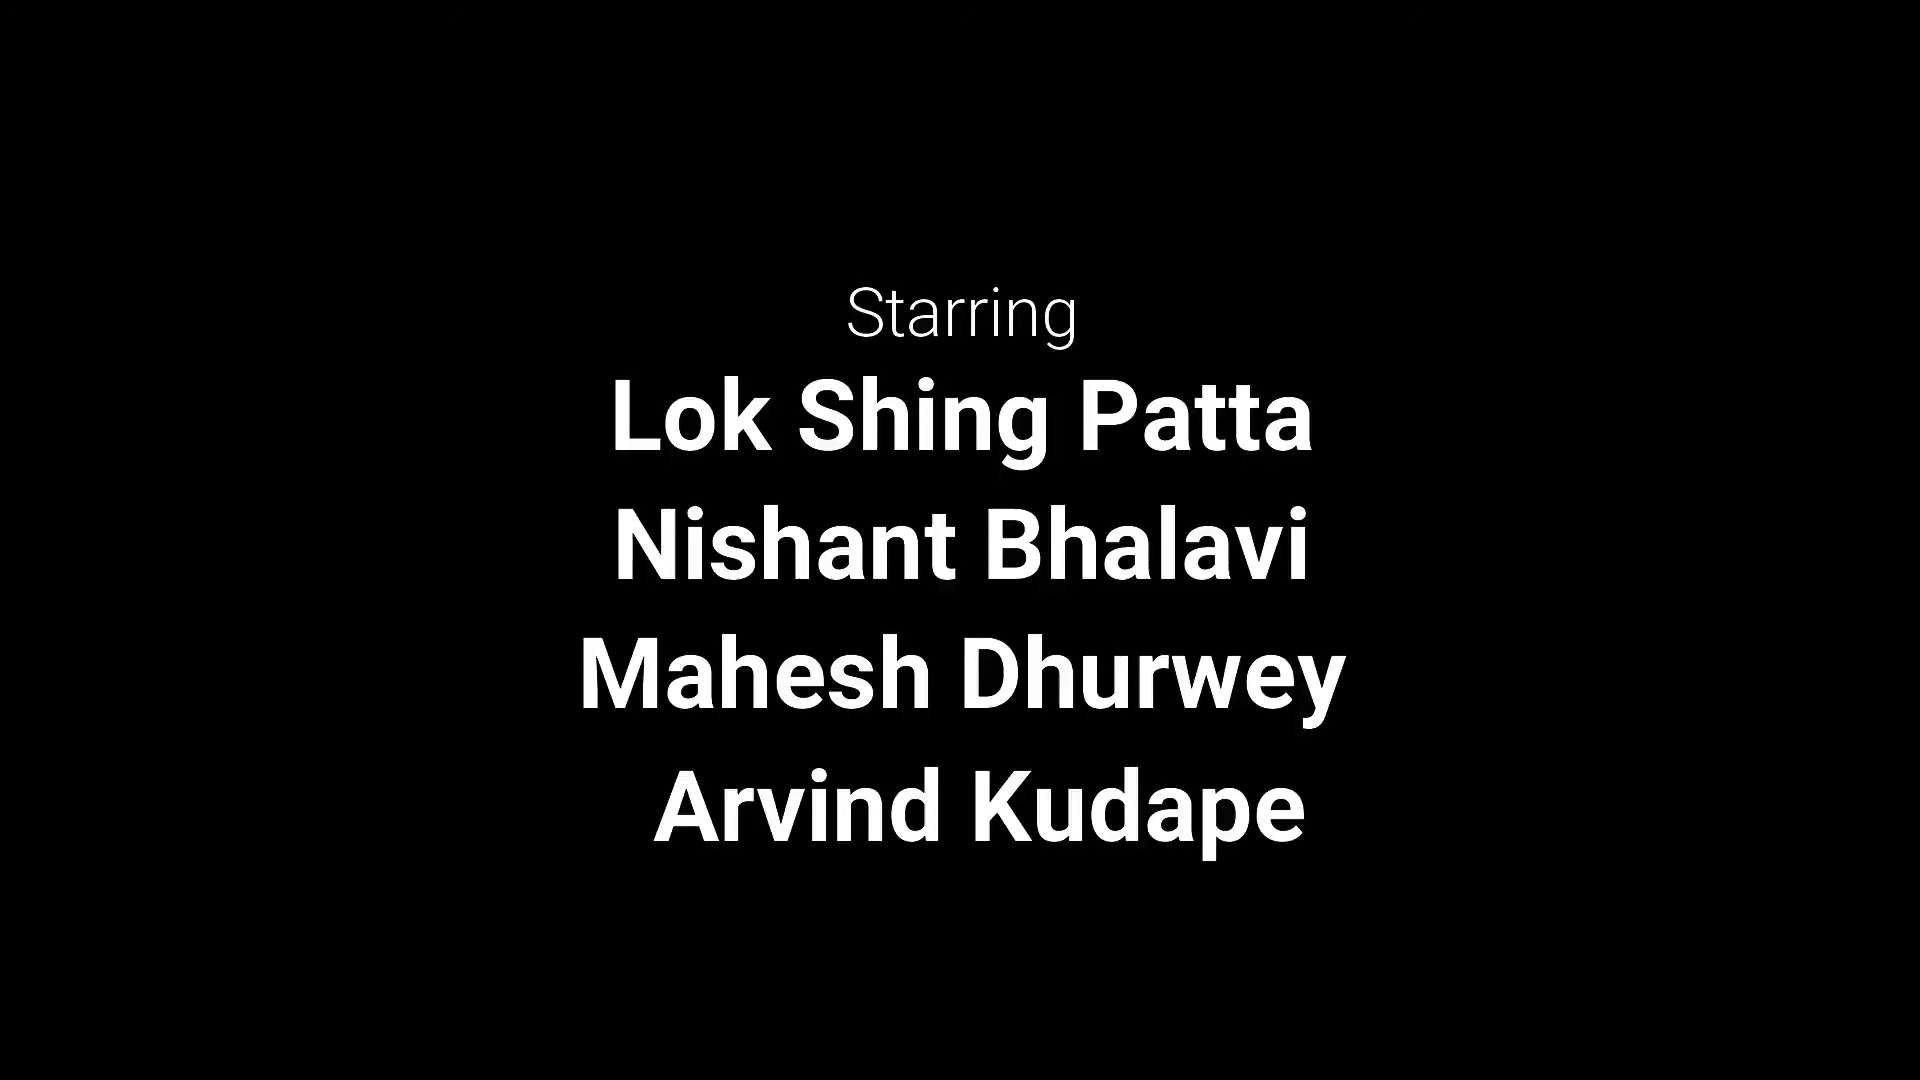 Starring
Lok Shing Patta
Nishant Bhalavi
Mahesh Dhurwey
Arvind Kudape